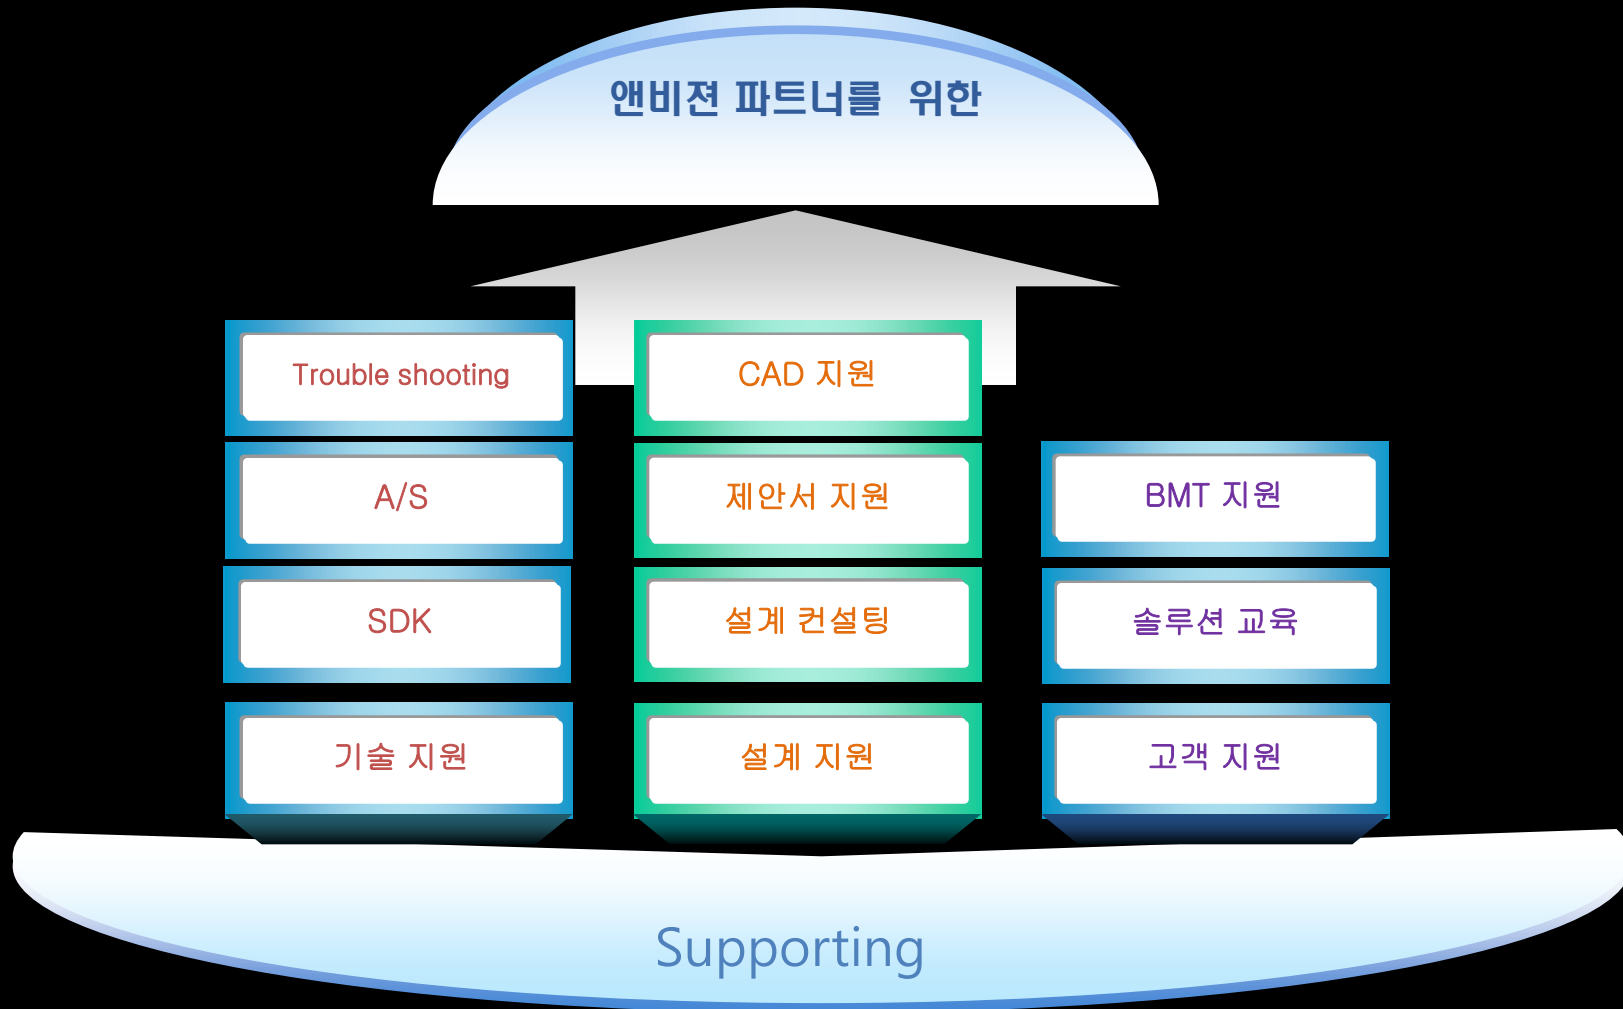 앤비젼 파트너를 위한
Trouble shooting
A/S
SDK
기술 지원
CAD 지원
제안서 지원
설계 컨설팅
설계 지원
BMT 지원
솔루션 교육
고객 지원
Supporting